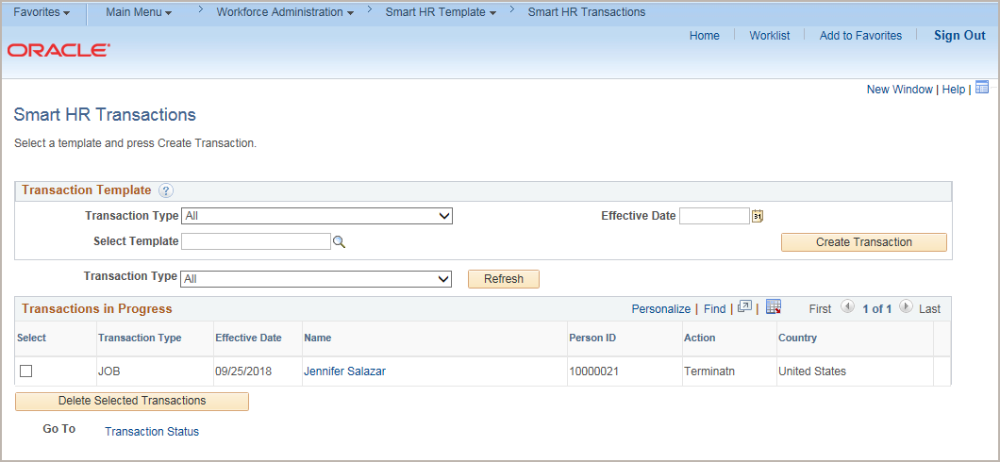 Favorites Main Menu > Workforce Administration > Smart HR Template > Smart HR Transactions
Home Worklist Add to Favorites Sign Out
ORACLE
New Window | Help |
Smart HR Transactions
Select a template and press Create Transaction.
Transaction Template ?
Transaction Type All Effective Date 31
Select Template Create Transaction
Transaction Type All Refresh
Transactions in Progress Personalize | Find | | First 1 of 1 Last
Select Transaction Type Effective Date Name Person ID Action Country
JOB 09/25/2018 Jennifer Salazar 10000021 Terminatn United States
Delete Selected Transactions
Go To Transaction Status